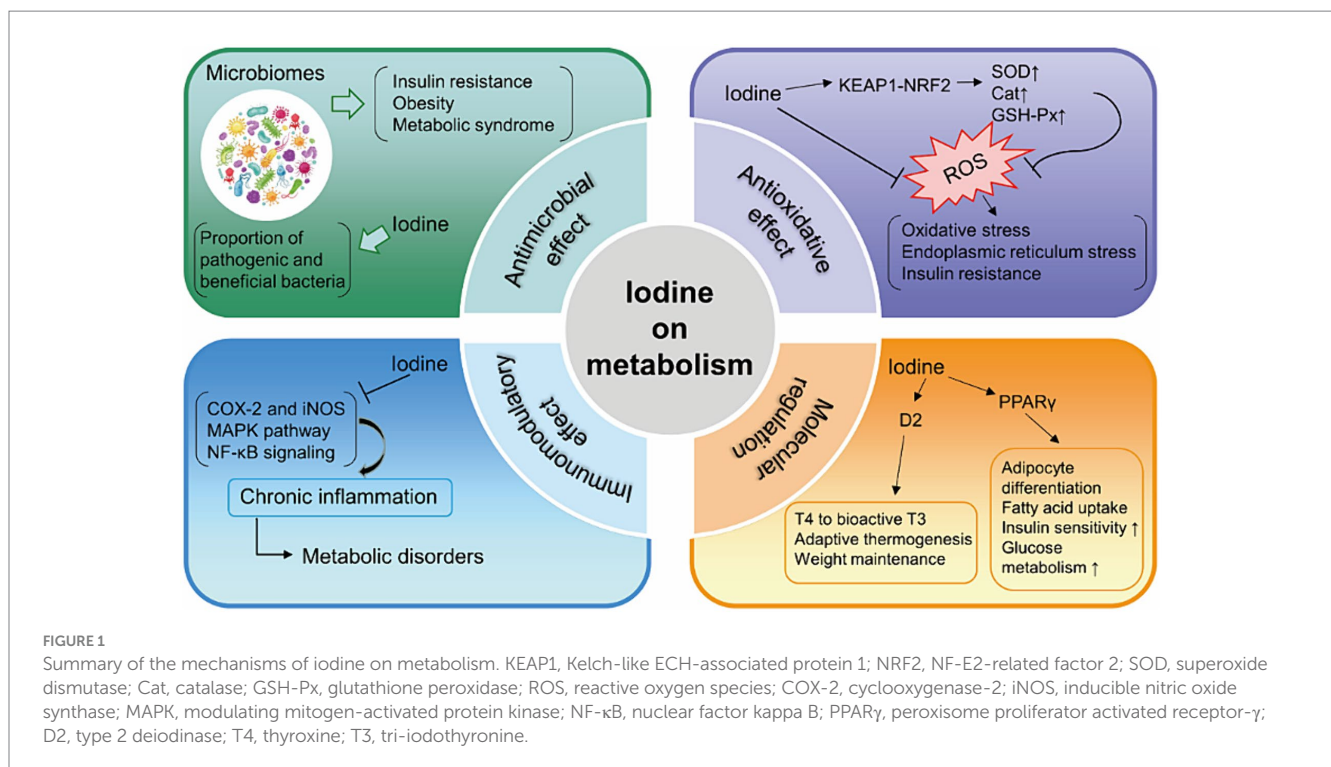 Microbiomes
Insulin resistance
Obesity
Metabolic syndrome
Iodine
Proportion of
pathogenic and
beneficial bacteria
Antimicrobial
effect
Iodine
KEAP1-NRF2
SOD↑
Cat↑
GSH-Px↑
ROS
Oxidative stress
Endoplasmic reticulum stress
Insulin resistance
Antioxidative
effect
Iodine
on
metabolism
Iodine
COX-2 and iNOS
MAPK pathway
NF-κB signaling
Chronic inflammation
Metabolic disorders
Immunomodulatory
effect
Molecular
regulation
Iodine
D2
PPARγ
T4 to bioactive T3
Adaptive thermogenesis
Weight maintenance
Adipocyte
differentiation
Fatty acid uptake
Insulin sensitivity ↑
Glucose
metabolism ↑
FIGURE 1
Summary of the mechanisms of iodine on metabolism. KEAP1, Kelch-like ECH-associated protein 1; NRF2, NF-E2-related factor 2; SOD, superoxide
dismutase; Cat, catalase; GSH-Px, glutathione peroxidase; ROS, reactive oxygen species; COX-2, cyclooxygenase-2; iNOS, inducible nitric oxide
synthase; MAPK, modulating mitogen-activated protein kinase; NF-κB, nuclear factor kappa B; PPARγ, peroxisome proliferator activated receptor-γ;
D2, type 2 deiodinase; T4, thyroxine; T3, tri-iodothyronine.